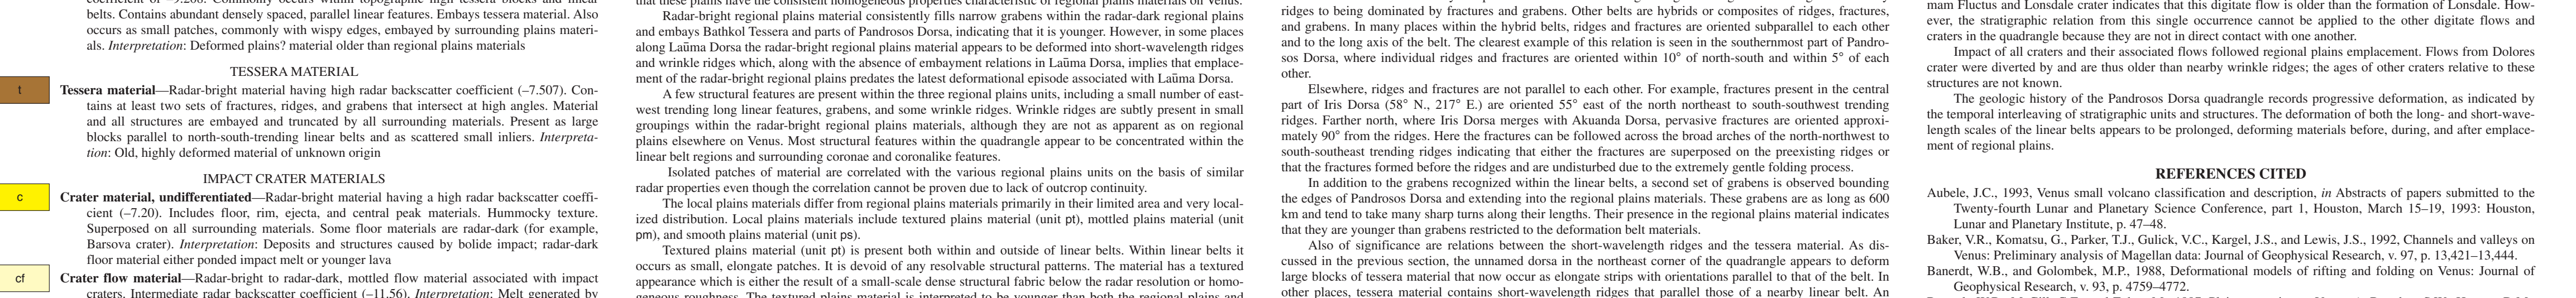 coefficient of –9.206. Commonly occurs within topographic high tessera blocks and linear
belts. Contains abundant densely spaced, parallel linear features. Embays tessera material. Also
occurs as small patches, commonly with wispy edges, embayed by surrounding plains materi-
als. Interpretation: Deformed plains? material older than regional plains materials
TESSERA MATERIAL
t
Tessera material—Radar-bright material having high radar backscatter coefficient (–7.507). Con-
tains at least two sets of fractures, ridges, and grabens that intersect at high angles. Material
and all structures are embayed and truncated by all surrounding materials. Present as large
blocks parallel to north-south-trending linear belts and as scattered small inliers. Interpreta-
tion: Old, highly deformed material of unknown origin
IMPACT CRATER MATERIALS
c
Crater material, undifferentiated—Radar-bright material having a high radar backscatter coeffi-
cient (–7.20). Includes floor, rim, ejecta, and central peak materials. Hummocky texture.
Superposed on all surrounding materials. Some floor materials are radar-dark (for example,
Barsova crater). Interpretation: Deposits and structures caused by bolide impact; radar-dark
floor material either ponded impact melt or younger lava
cf
Crater flow material—Radar-bright to radar-dark, mottled flow material associated with impact
craters. Intermediate radar backscatter coefficient (–11.56). Interpretation: Melt generated by
that these plains have the consistent homogeneous properties characteristic of regional plains materials on Venus.
Radar-bright regional plains material consistently fills narrow grabens within the radar-dark regional plains
and embays Bathkol Tessera and parts of Pandrosos Dorsa, indicating that it is younger. However, in some places
along Laūma Dorsa the radar-bright regional plains material appears to be deformed into short-wavelength ridges
and wrinkle ridges which, along with the absence of embayment relations in Laūma Dorsa, implies that emplace-
ment of the radar-bright regional plains predates the latest deformational episode associated with Laūma Dorsa.
A few structural features are present within the three regional plains units, including a small number of east-
west trending long linear features, grabens, and some wrinkle ridges. Wrinkle ridges are subtly present in small
groupings within the radar-bright regional plains materials, although they are not as apparent as on regional
plains elsewhere on Venus. Most structural features within the quadrangle appear to be concentrated within the
linear belt regions and surrounding coronae and coronalike features.
Isolated patches of material are correlated with the various regional plains units on the basis of similar
radar properties even though the correlation cannot be proven due to lack of outcrop continuity.
The local plains materials differ from regional plains materials primarily in their limited area and very local-
ized distribution. Local plains materials include textured plains material (unit pt), mottled plains material (unit
pm), and smooth plains material (unit ps).
Textured plains material (unit pt) is present both within and outside of linear belts. Within linear belts it
occurs as small, elongate patches. It is devoid of any resolvable structural patterns. The material has a textured
appearance which is either the result of a small-scale dense structural fabric below the radar resolution or homo-
geneous roughness. The textured plains material is interpreted to be younger than both the regional plains and
ridges to being dominated by fractures and grabens. Other belts are hybrids or composites of ridges, fractures,
and grabens. In many places within the hybrid belts, ridges and fractures are oriented subparallel to each other
and to the long axis of the belt. The clearest example of this relation is seen in the southernmost part of Pandro-
sos Dorsa, where individual ridges and fractures are oriented within 10° of north-south and within 5° of each
other.
Elsewhere, ridges and fractures are not parallel to each other. For example, fractures present in the central
part of Iris Dorsa (58° N., 217° E.) are oriented 55° east of the north northeast to south-southwest trending
ridges. Farther north, where Iris Dorsa merges with Akuanda Dorsa, pervasive fractures are oriented approxi-
mately 90° from the ridges. Here the fractures can be followed across the broad arches of the north-northwest to
south-southeast trending ridges indicating that either the fractures are superposed on the preexisting ridges or
that the fractures formed before the ridges and are undisturbed due to the extremely gentle folding process.
In addition to the grabens recognized within the linear belts, a second set of grabens is observed bounding
the edges of Pandrosos Dorsa and extending into the regional plains materials. These grabens are as long as 600
km and tend to take many sharp turns along their lengths. Their presence in the regional plains material indicates
that they are younger than grabens restricted to the deformation belt materials.
Also of significance are relations between the short-wavelength ridges and the tessera material. As dis-
cussed in the previous section, the unnamed dorsa in the northeast corner of the quadrangle appears to deform
large blocks of tessera material that now occur as elongate strips with orientations parallel to that of the belt. In
other places, tessera material contains short-wavelength ridges that parallel those of a nearby linear belt. An
mam Fluctus and Lonsdale crater indicates that this digitate flow is older than the formation of Lonsdale. How-
ever, the stratigraphic relation from this single occurrence cannot be applied to the other digitate flows and
craters in the quadrangle because they are not in direct contact with one another.
Impact of all craters and their associated flows followed regional plains emplacement. Flows from Dolores
crater were diverted by and are thus older than nearby wrinkle ridges; the ages of other craters relative to these
structures are not known.
The geologic history of the Pandrosos Dorsa quadrangle records progressive deformation, as indicated by
the temporal interleaving of stratigraphic units and structures. The deformation of both the long- and short-wave-
length scales of the linear belts appears to be prolonged, deforming materials before, during, and after emplace-
ment of regional plains.
REFERENCES CITED
Aubele, J.C., 1993, Venus small volcano classification and description, in Abstracts of papers submitted to the
Twenty-fourth Lunar and Planetary Science Conference, part 1, Houston, March 15–19, 1993: Houston,
Lunar and Planetary Institute, p. 47–48.
Baker, V.R., Komatsu, G., Parker, T.J., Gulick, V.C., Kargel, J.S., and Lewis, J.S., 1992, Channels and valleys on
Venus: Preliminary analysis of Magellan data: Journal of Geophysical Research, v. 97, p. 13,421–13,444.
Banerdt, W.B., and Golombek, M.P., 1988, Deformational models of rifting and folding on Venus: Journal of
Geophysical Research, v. 93, p. 4759–4772.